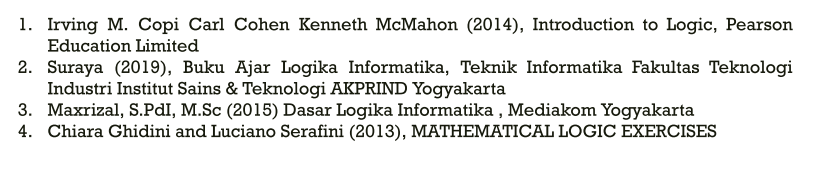 1. Irving M. Copi Carl Cohen Kenneth McMahon (2014), Introduction to Logic, Pearson
Education Limited
2. Suraya (2019), Buku Ajar Logika Informatika, Teknik Informatika Fakultas Teknologi
Industri Institut Sains & Teknologi AKPRIND Yogyakarta
3. Maxrizal, S.PdI, M.Sc (2015) Dasar Logika Informatika , Mediakom Yogyakarta
4. Chiara Ghidini and Luciano Serafini (2013), MATHEMATICAL LOGIC EXERCISES